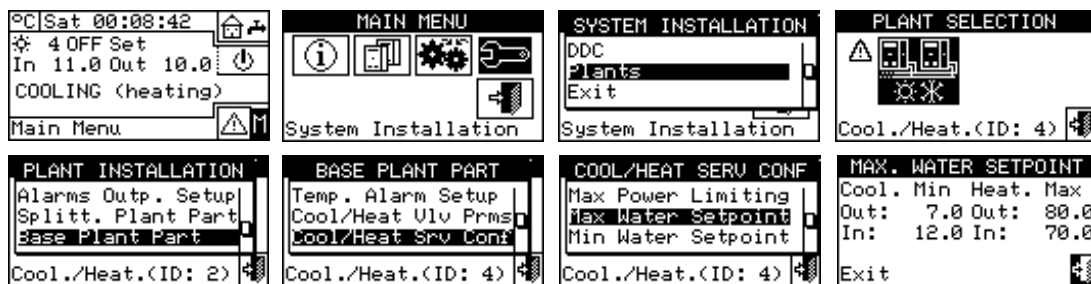 °C Sat 00:08:42
4 OFF Set
In 11.0 Out 10.0
COOLING (heating)
Main Menu M
MAIN MENU
i
System Installation
SYSTEM INSTALLATION
DDC
Plants
Exit
System Installation
PLANT SELECTION
Cool./Heat.(ID: 4)
PLANT INSTALLATION
Alarms Outp. Setup
Splitt. Plant Part
Base Plant Part
Cool./Heat.(ID: 2)
BASE PLANT PART
Temp. Alarm Setup
Cool/Heat Vlv Prms
Cool/Heat Srv Conf
Cool./Heat.(ID: 4)
COOL/HEAT SERV CONF
Max Power Limiting
Max Water Setpoint
Min Water Setpoint
Cool./Heat.(ID: 4)
MAX. WATER SETPOINT
Cool. Min Heat. Max
Out: 7.0 Out: 80.0
In: 12.0 In: 70.0
Exit